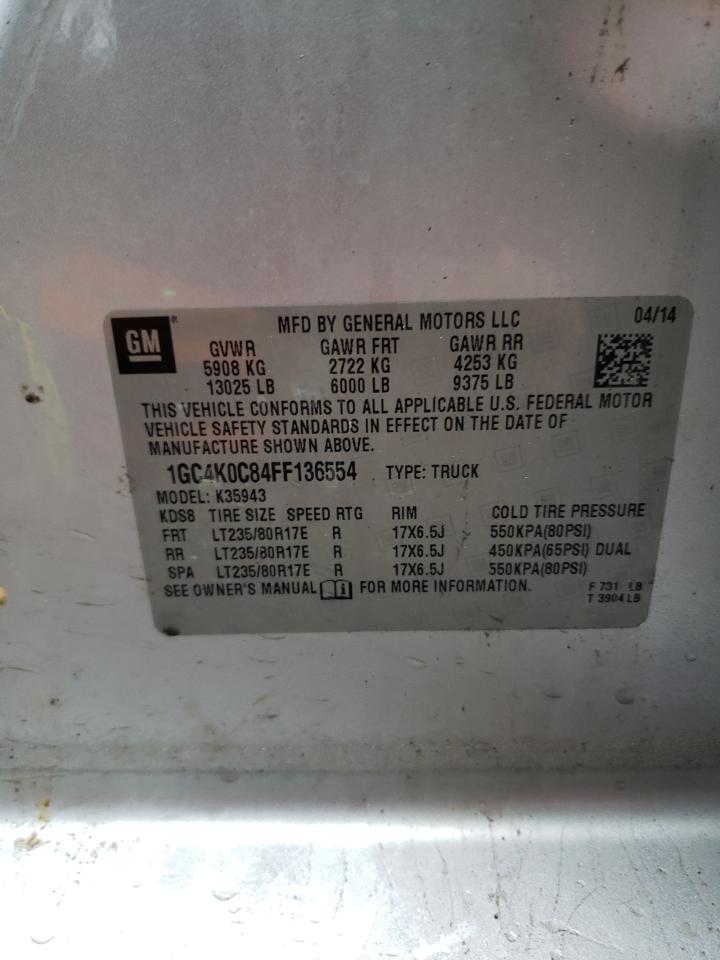 GM ® MFD BY GENERAL MOTORS LLC 04/14
GVWR GAWR FRT GAWR RR
5908 KG 2722 KG 4253 KG
13025 LB 6000 LB 9375 LB
THIS VEHICLE CONFORMS TO ALL APPLICABLE U.S. FEDERAL MOTOR
VEHICLE SAFETY STANDARDS IN EFFECT ON THE DATE OF
MANUFACTURE SHOWN ABOVE.
1GC4K0C84FF136554 TYPE: TRUCK
MODEL: K35943
KDS8 TIRE SIZE SPEED RTG RIM COLD TIRE PRESSURE
FRT LT235/80R17E R 17X6.5J 550KPA(80PSI)
RR LT235/80R17E R 17X6.5J 450KPA(65PSI) DUAL
SPA LT235/80R17E R 17X6.5J 550KPA(80PSI)
SEE OWNER'S MANUAL i FOR MORE INFORMATION.
F 731 LB
T 3904 LB